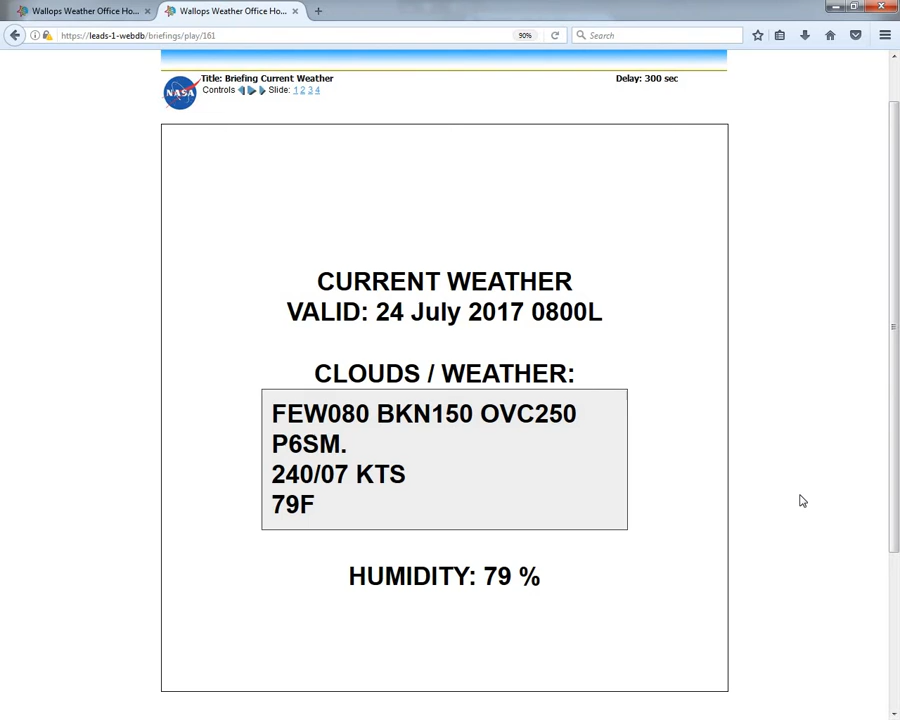 Wallops Weather Office Ho...
Wallops Weather Office Ho...
https://leads-1-webdb/briefings/play/161
90%
Search
NASA
Title: Briefing Current Weather
Delay: 300 sec
Controls Slide: 1 2 3 4
CURRENT WEATHER
VALID: 24 July 2017 0800L
CLOUDS / WEATHER:
FEW080 BKN150 OVC250
P6SM.
240/07 KTS
79F
HUMIDITY: 79 %